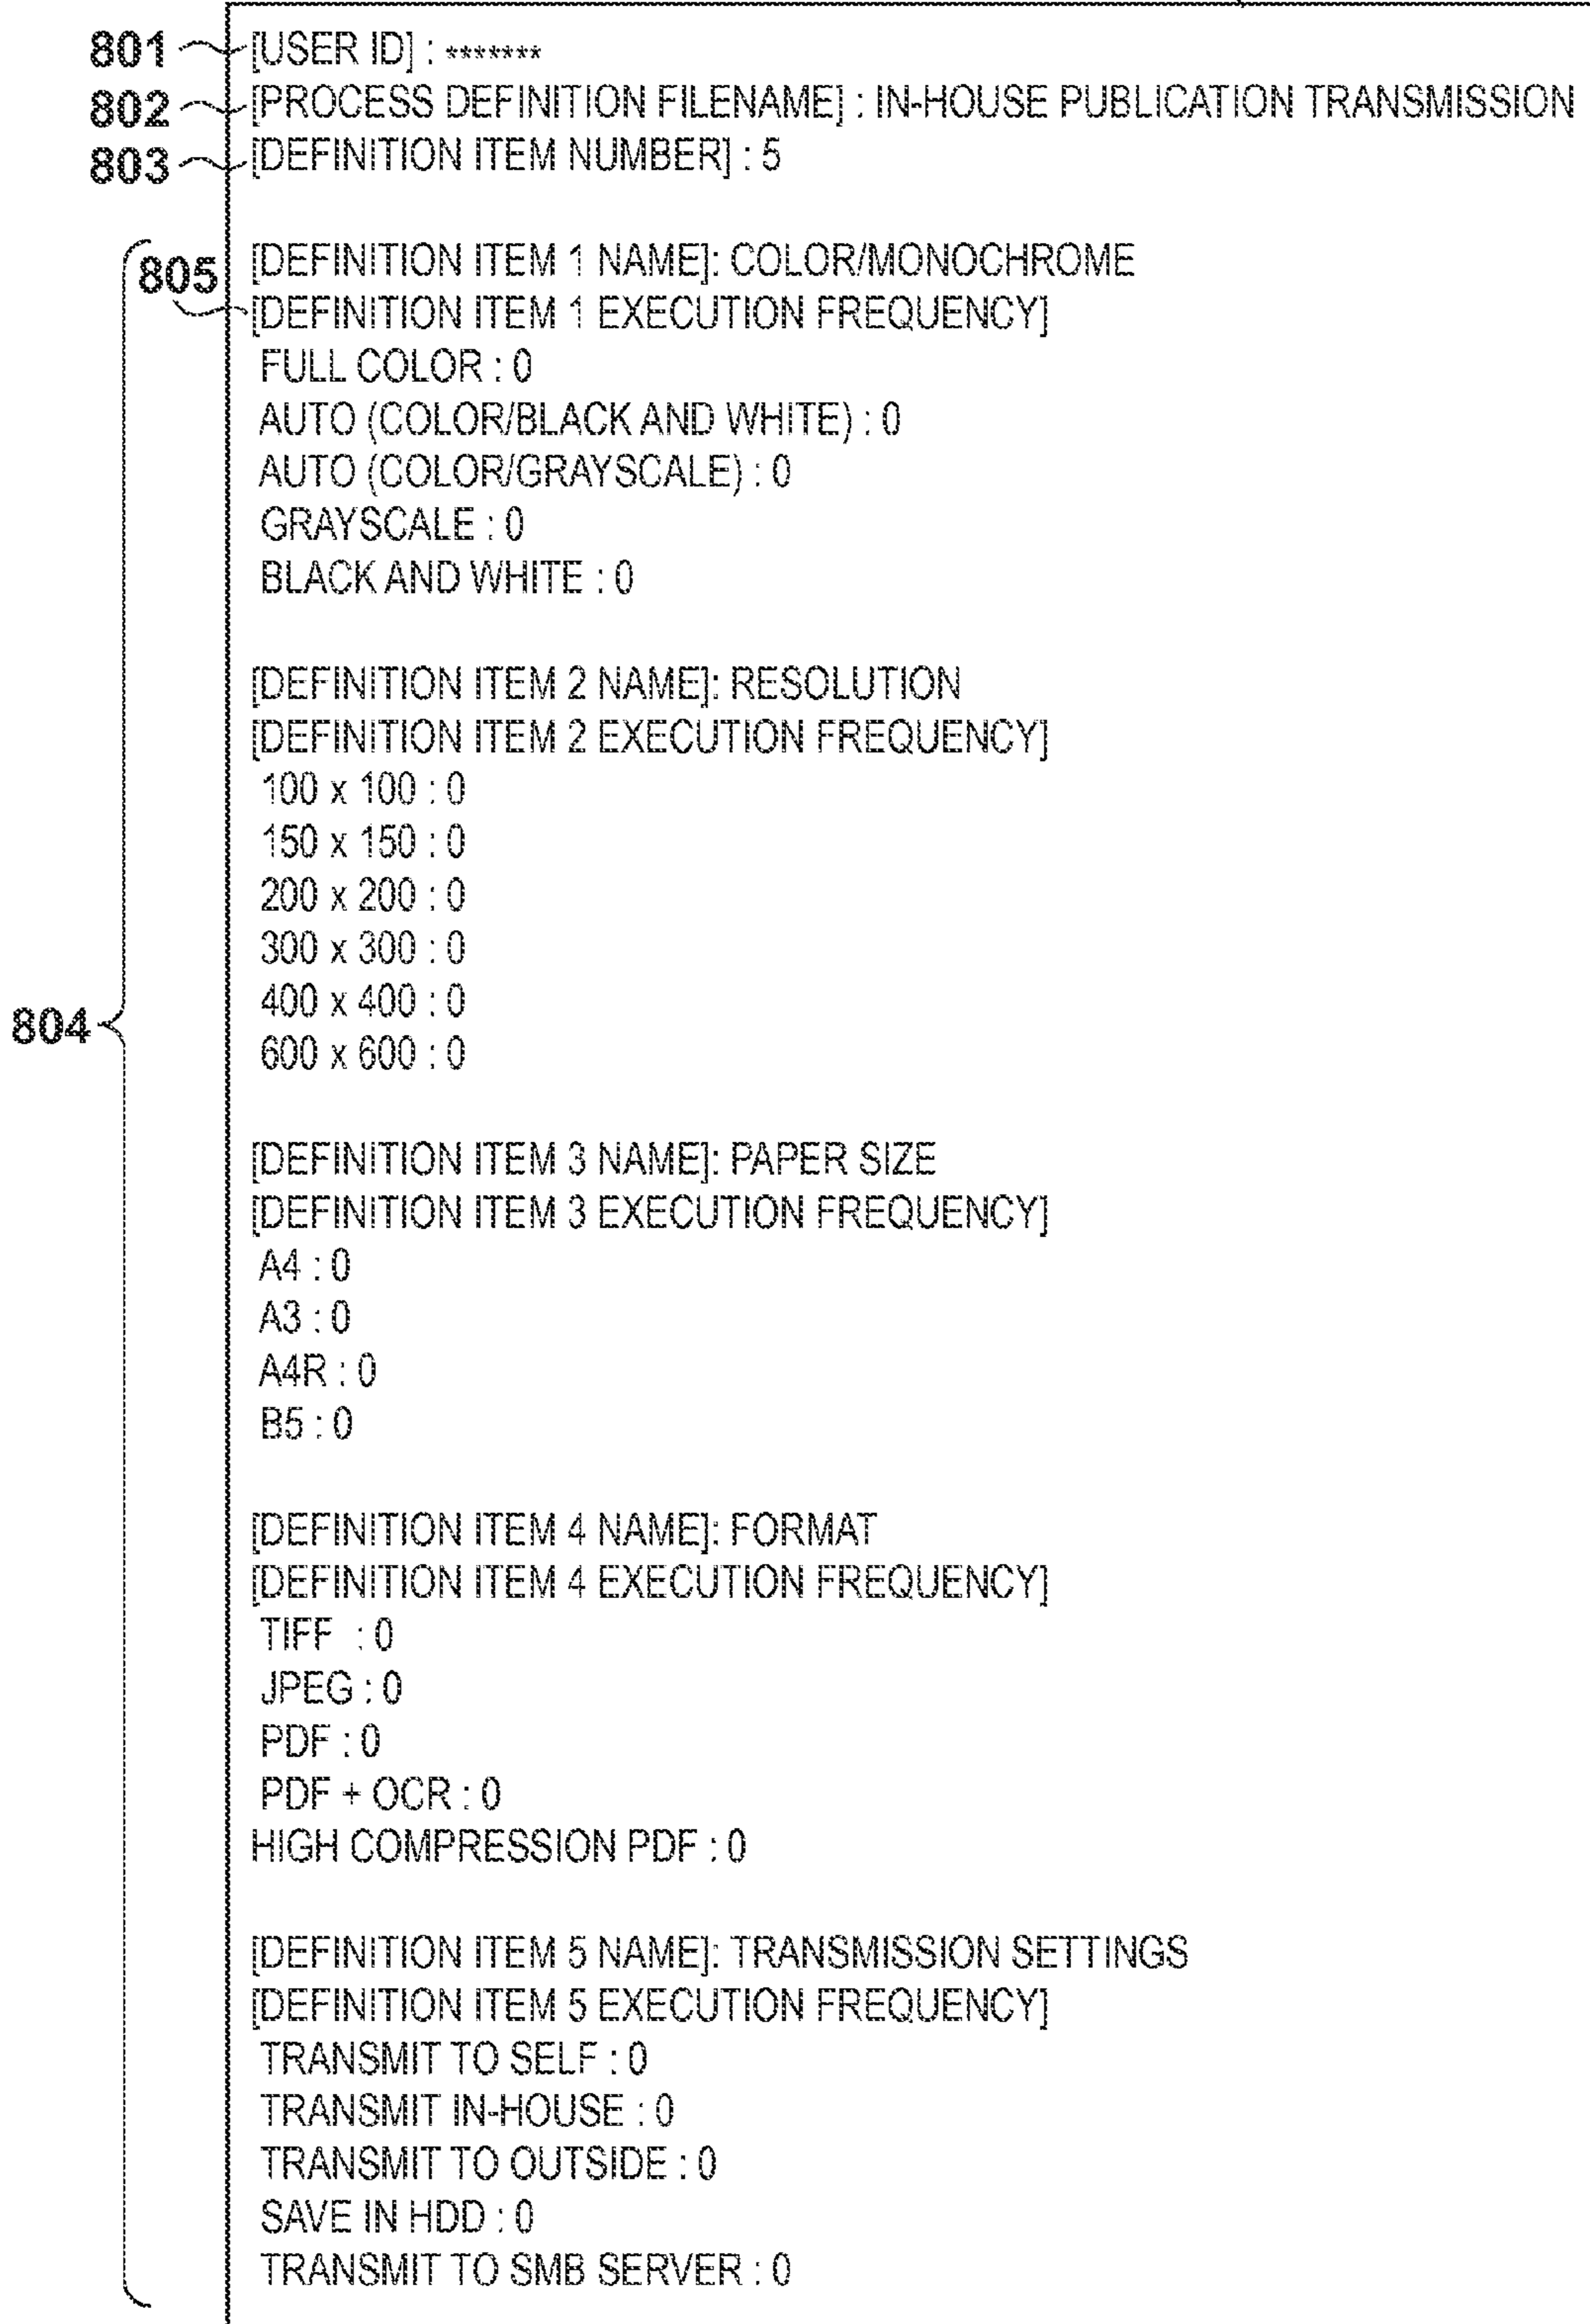 801 [USER ID] : *******
802 [PROCESS DEFINITION FILENAME] : IN-HOUSE PUBLICATION TRANSMISSION
803 [DEFINITION ITEM NUMBER] : 5
[DEFINITION ITEM 1 NAME]: COLOR/MONOCHROME
805 [DEFINITION ITEM 1 EXECUTION FREQUENCY]
FULL COLOR : 0
AUTO (COLOR/BLACK AND WHITE) : 0
AUTO (COLOR/GRAYSCALE) : 0
GRAYSCALE : 0
BLACK AND WHITE : 0
[DEFINITION ITEM 2 NAME]: RESOLUTION
[DEFINITION ITEM 2 EXECUTION FREQUENCY]
100 x 100 : 0
150 x 150 : 0
200 x 200 : 0
300 x 300 : 0
400 x 400 : 0
804
600 x 600 : 0
[DEFINITION ITEM 3 NAME]: PAPER SIZE
[DEFINITION ITEM 3 EXECUTION FREQUENCY]
A4 : 0
A3 : 0
A4R : 0
B5 : 0
[DEFINITION ITEM 4 NAME]: FORMAT
[DEFINITION ITEM 4 EXECUTION FREQUENCY]
TIFF : 0
JPEG : 0
PDF : 0
PDF + OCR : 0
HIGH COMPRESSION PDF : 0
[DEFINITION ITEM 5 NAME]: TRANSMISSION SETTINGS
[DEFINITION ITEM 5 EXECUTION FREQUENCY]
TRANSMIT TO SELF : 0
TRANSMIT IN-HOUSE : 0
TRANSMIT TO OUTSIDE : 0
SAVE IN HDD : 0
TRANSMIT TO SMB SERVER : 0